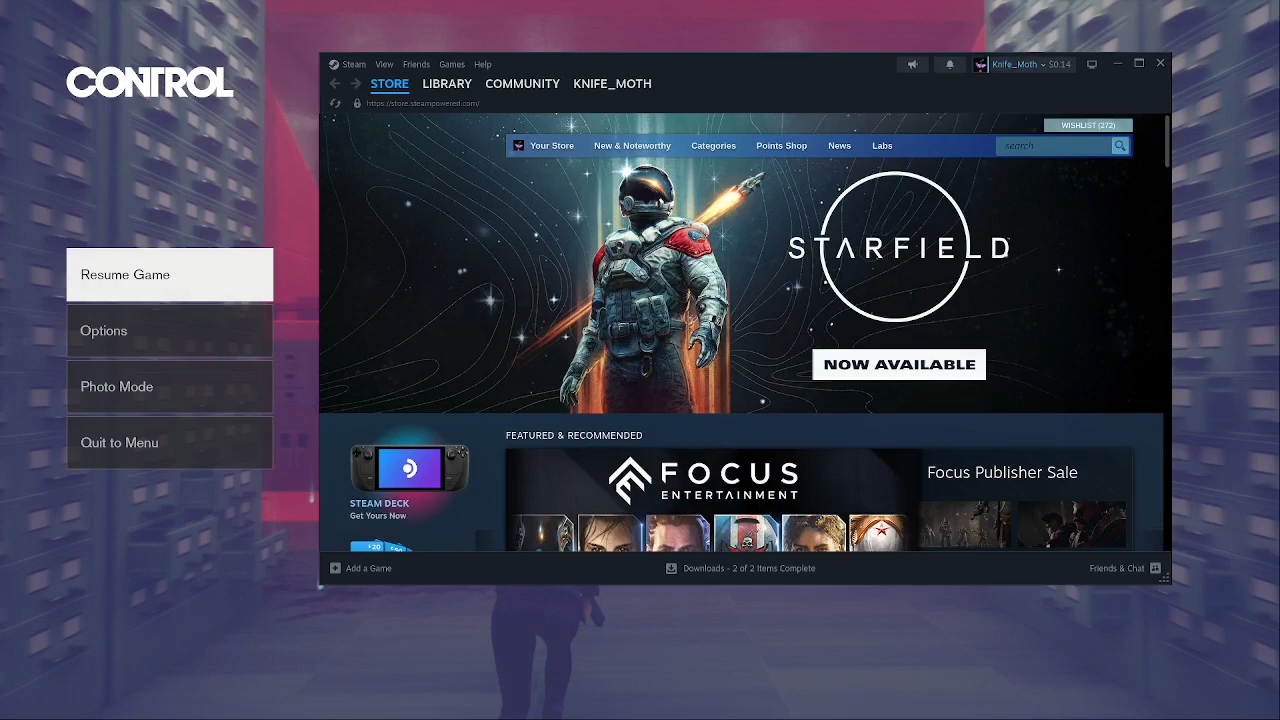 CONTROL
Resume Game
Options
Photo Mode
Quit to Menu
Steam View Friends Games Help
Knife_Moth $0.14
STORE LIBRARY COMMUNITY KNIFE_MOTH
https://store.steampowered.com/
WISHLIST (272)
Your Store New & Noteworthy Categories Points Shop News Labs search
STARFIELD
NOW AVAILABLE
FEATURED & RECOMMENDED
STEAM DECK
Get Yours Now
$20
FOCUS
ENTERTAINMENT
Focus Publisher Sale
Add a Game
Downloads - 2 of 2 Items Complete
Friends & Chat